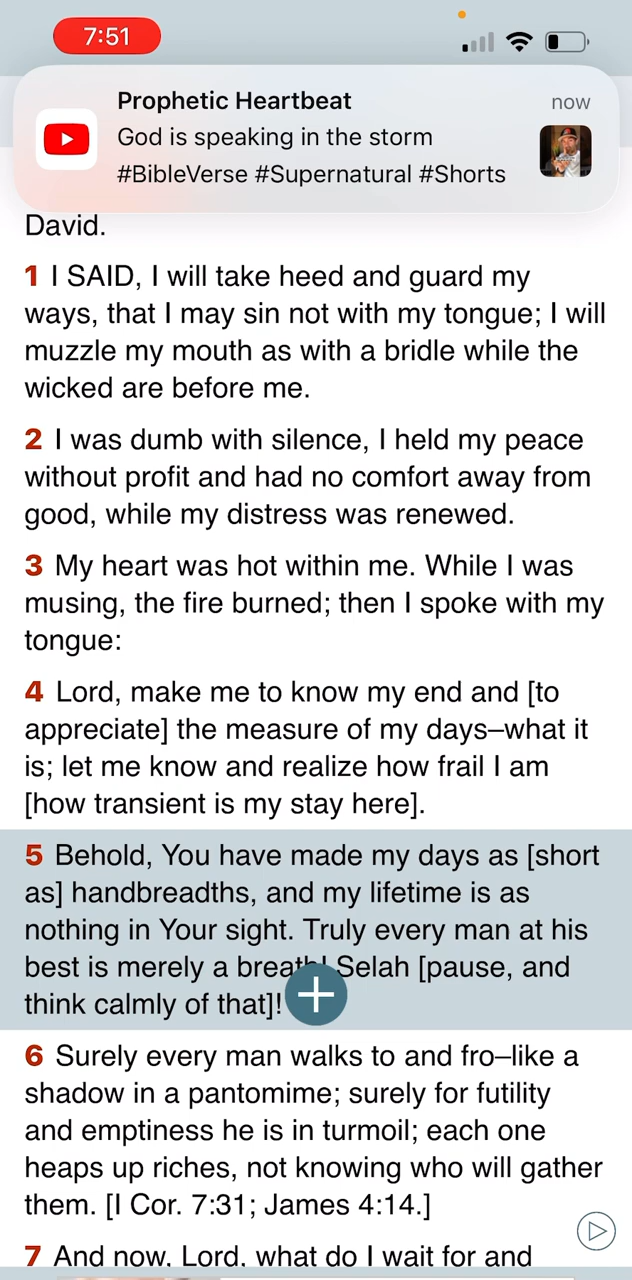 7:51
Prophetic Heartbeat
now
God is speaking in the storm
#BibleVerse #Supernatural #Shorts
David.
1 I SAID, I will take heed and guard my
ways, that I may sin not with my tongue; I will
muzzle my mouth as with a bridle while the
wicked are before me.
2 I was dumb with silence, I held my peace
without profit and had no comfort away from
good, while my distress was renewed.
3 My heart was hot within me. While I was
musing, the fire burned; then I spoke with my
tongue:
4 Lord, make me to know my end and [to
appreciate] the measure of my days–what it
is; let me know and realize how frail I am
[how transient is my stay here].
5 Behold, You have made my days as [short
as] handbreadths, and my lifetime is as
nothing in Your sight. Truly every man at his
best is merely a breath! Selah [pause, and
think calmly of that]!
6 Surely every man walks to and fro–like a
shadow in a pantomime; surely for futility
and emptiness he is in turmoil; each one
heaps up riches, not knowing who will gather
them. [I Cor. 7:31; James 4:14.]
7 And now, Lord, what do I wait for and